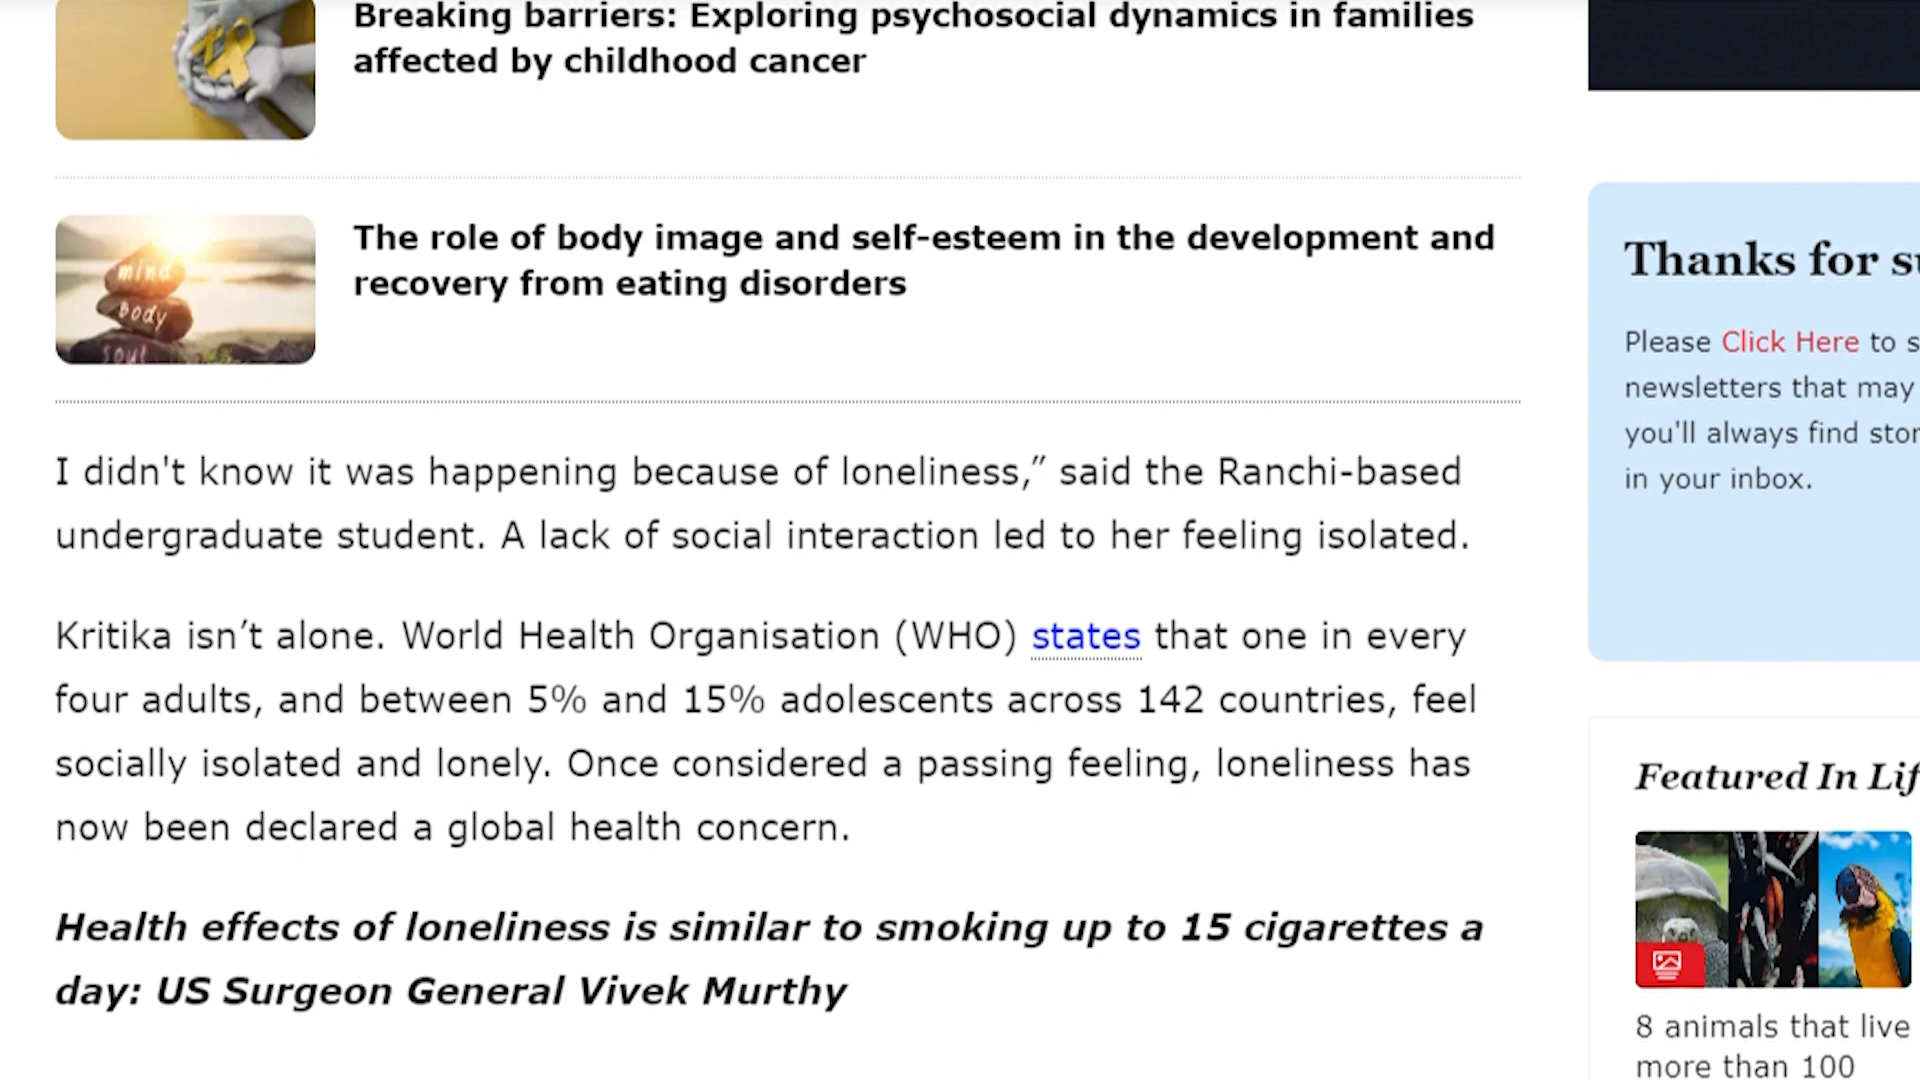 Breaking barriers: Exploring psychosocial dynamics in families
affected by childhood cancer
mind
body
soul
The role of body image and self-esteem in the development and
recovery from eating disorders
I didn't know it was happening because of loneliness,” said the Ranchi-based
undergraduate student. A lack of social interaction led to her feeling isolated.
Kritika isn’t alone. World Health Organisation (WHO) states that one in every
four adults, and between 5% and 15% adolescents across 142 countries, feel
socially isolated and lonely. Once considered a passing feeling, loneliness has
now been declared a global health concern.
Health effects of loneliness is similar to smoking up to 15 cigarettes a
day: US Surgeon General Vivek Murthy
Thanks for
Please Click Here to
newsletters that may
you'll always find
in your inbox.
Featured In
8 animals that live
more than 100